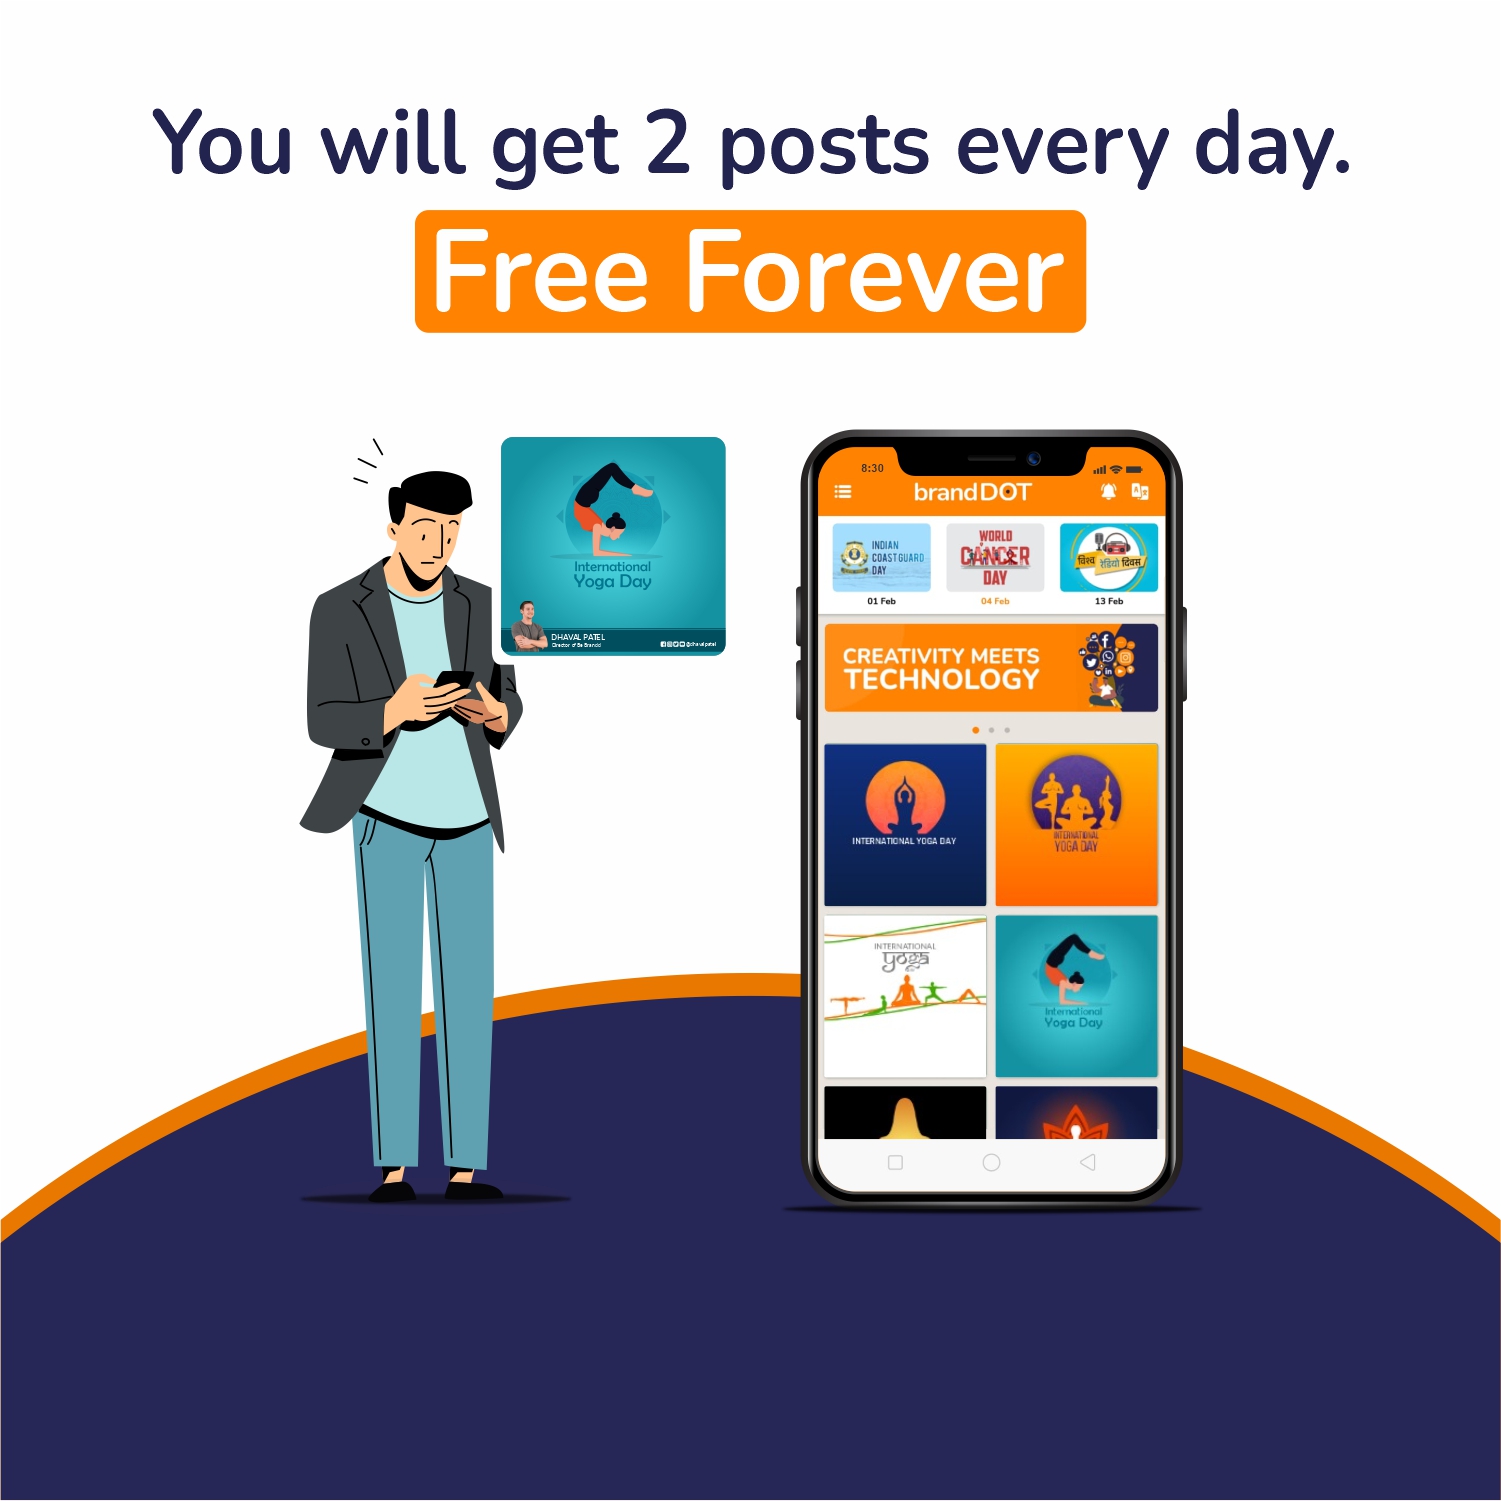 You will get 2 posts every day.
Free Forever
International
Yoga Day
DHAVAL PATEL
Director of Be Brandd
@dhavalpatel
8:30
brandDOT
INDIAN
COAST GUARD
DAY
WORLD
CANCER
DAY
विश्व रेडियो दिवस
01 Feb
04 Feb
13 Feb
CREATIVITY MEETS
TECHNOLOGY
INTERNATIONAL YOGA DAY
INTERNATIONAL
YOGA DAY
INTERNATIONAL
yoga
International
Yoga Day